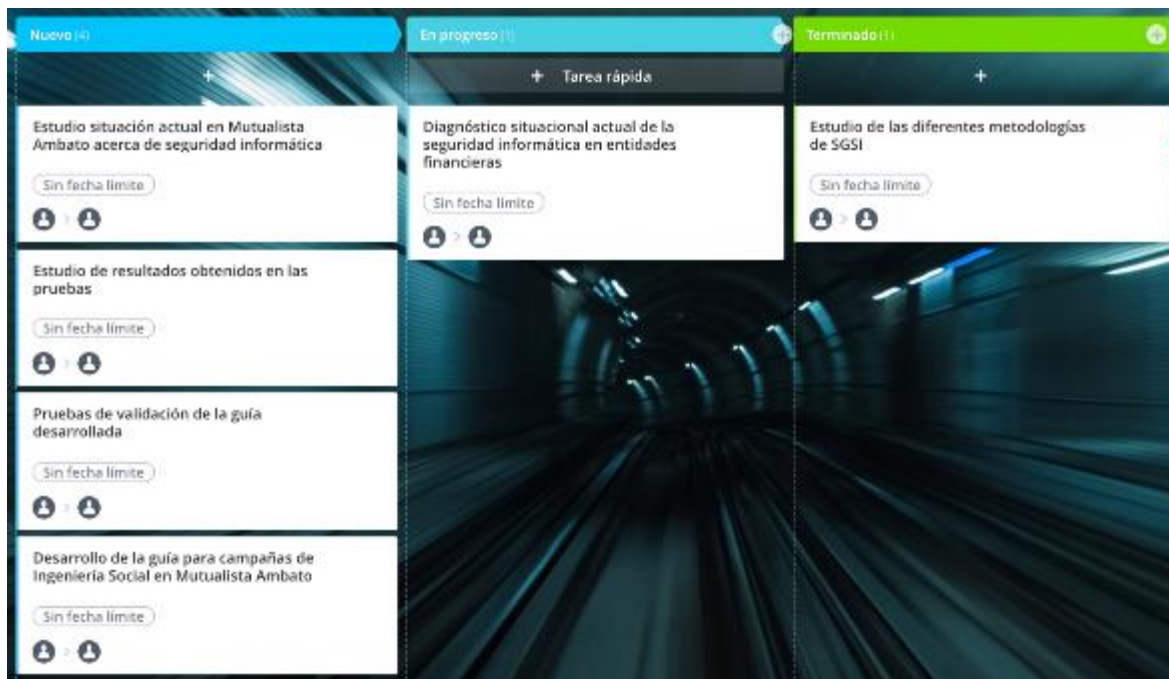 Nuevo (4)
+
Estudio situación actual en Mutualista
Ambato acerca de seguridad informática
Sin fecha límite
Estudio de resultados obtenidos en las
pruebas
Sin fecha límite
Pruebas de validación de la guía
desarrollada
Sin fecha límite
Desarrollo de la guía para campañas de
Ingeniería Social en Mutualista Ambato
Sin fecha límite
En progreso (1)
+ Tarea rápida
Diagnóstico situacional actual de la
seguridad informática en entidades
financieras
Sin fecha límite
Terminado (1)
+
Estudio de las diferentes metodologías
de SGSI
Sin fecha límite